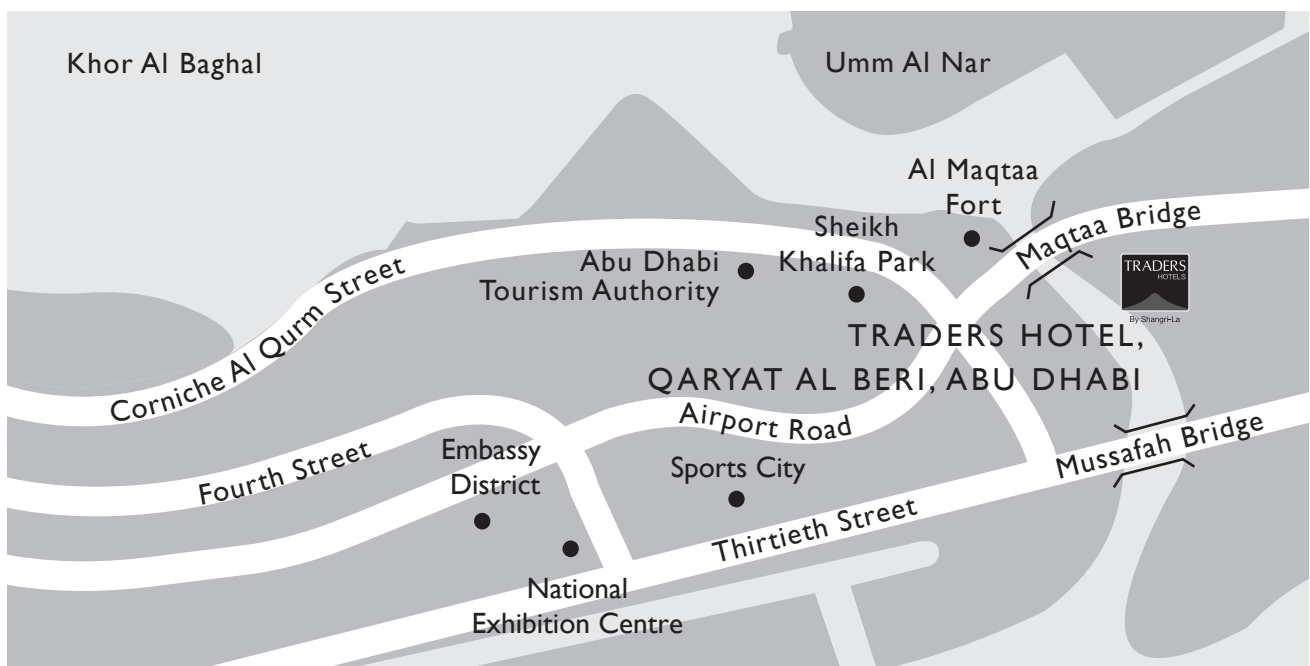 Khor Al Baghal
Umm Al Nar
Al Maqtaa
Fort
Maqtaa Bridge
Sheikh
Khalifa Park
Abu Dhabi
Tourism Authority
TRADERS
HOTELS
By Shangri-La
TRADERS HOTEL,
QARYAT AL BERI, ABU DHABI
Corniche Al Qurm Street
Airport Road
Fourth Street
Embassy
District
Sports City
Mussafah Bridge
Thirtieth Street
National
Exhibition Centre